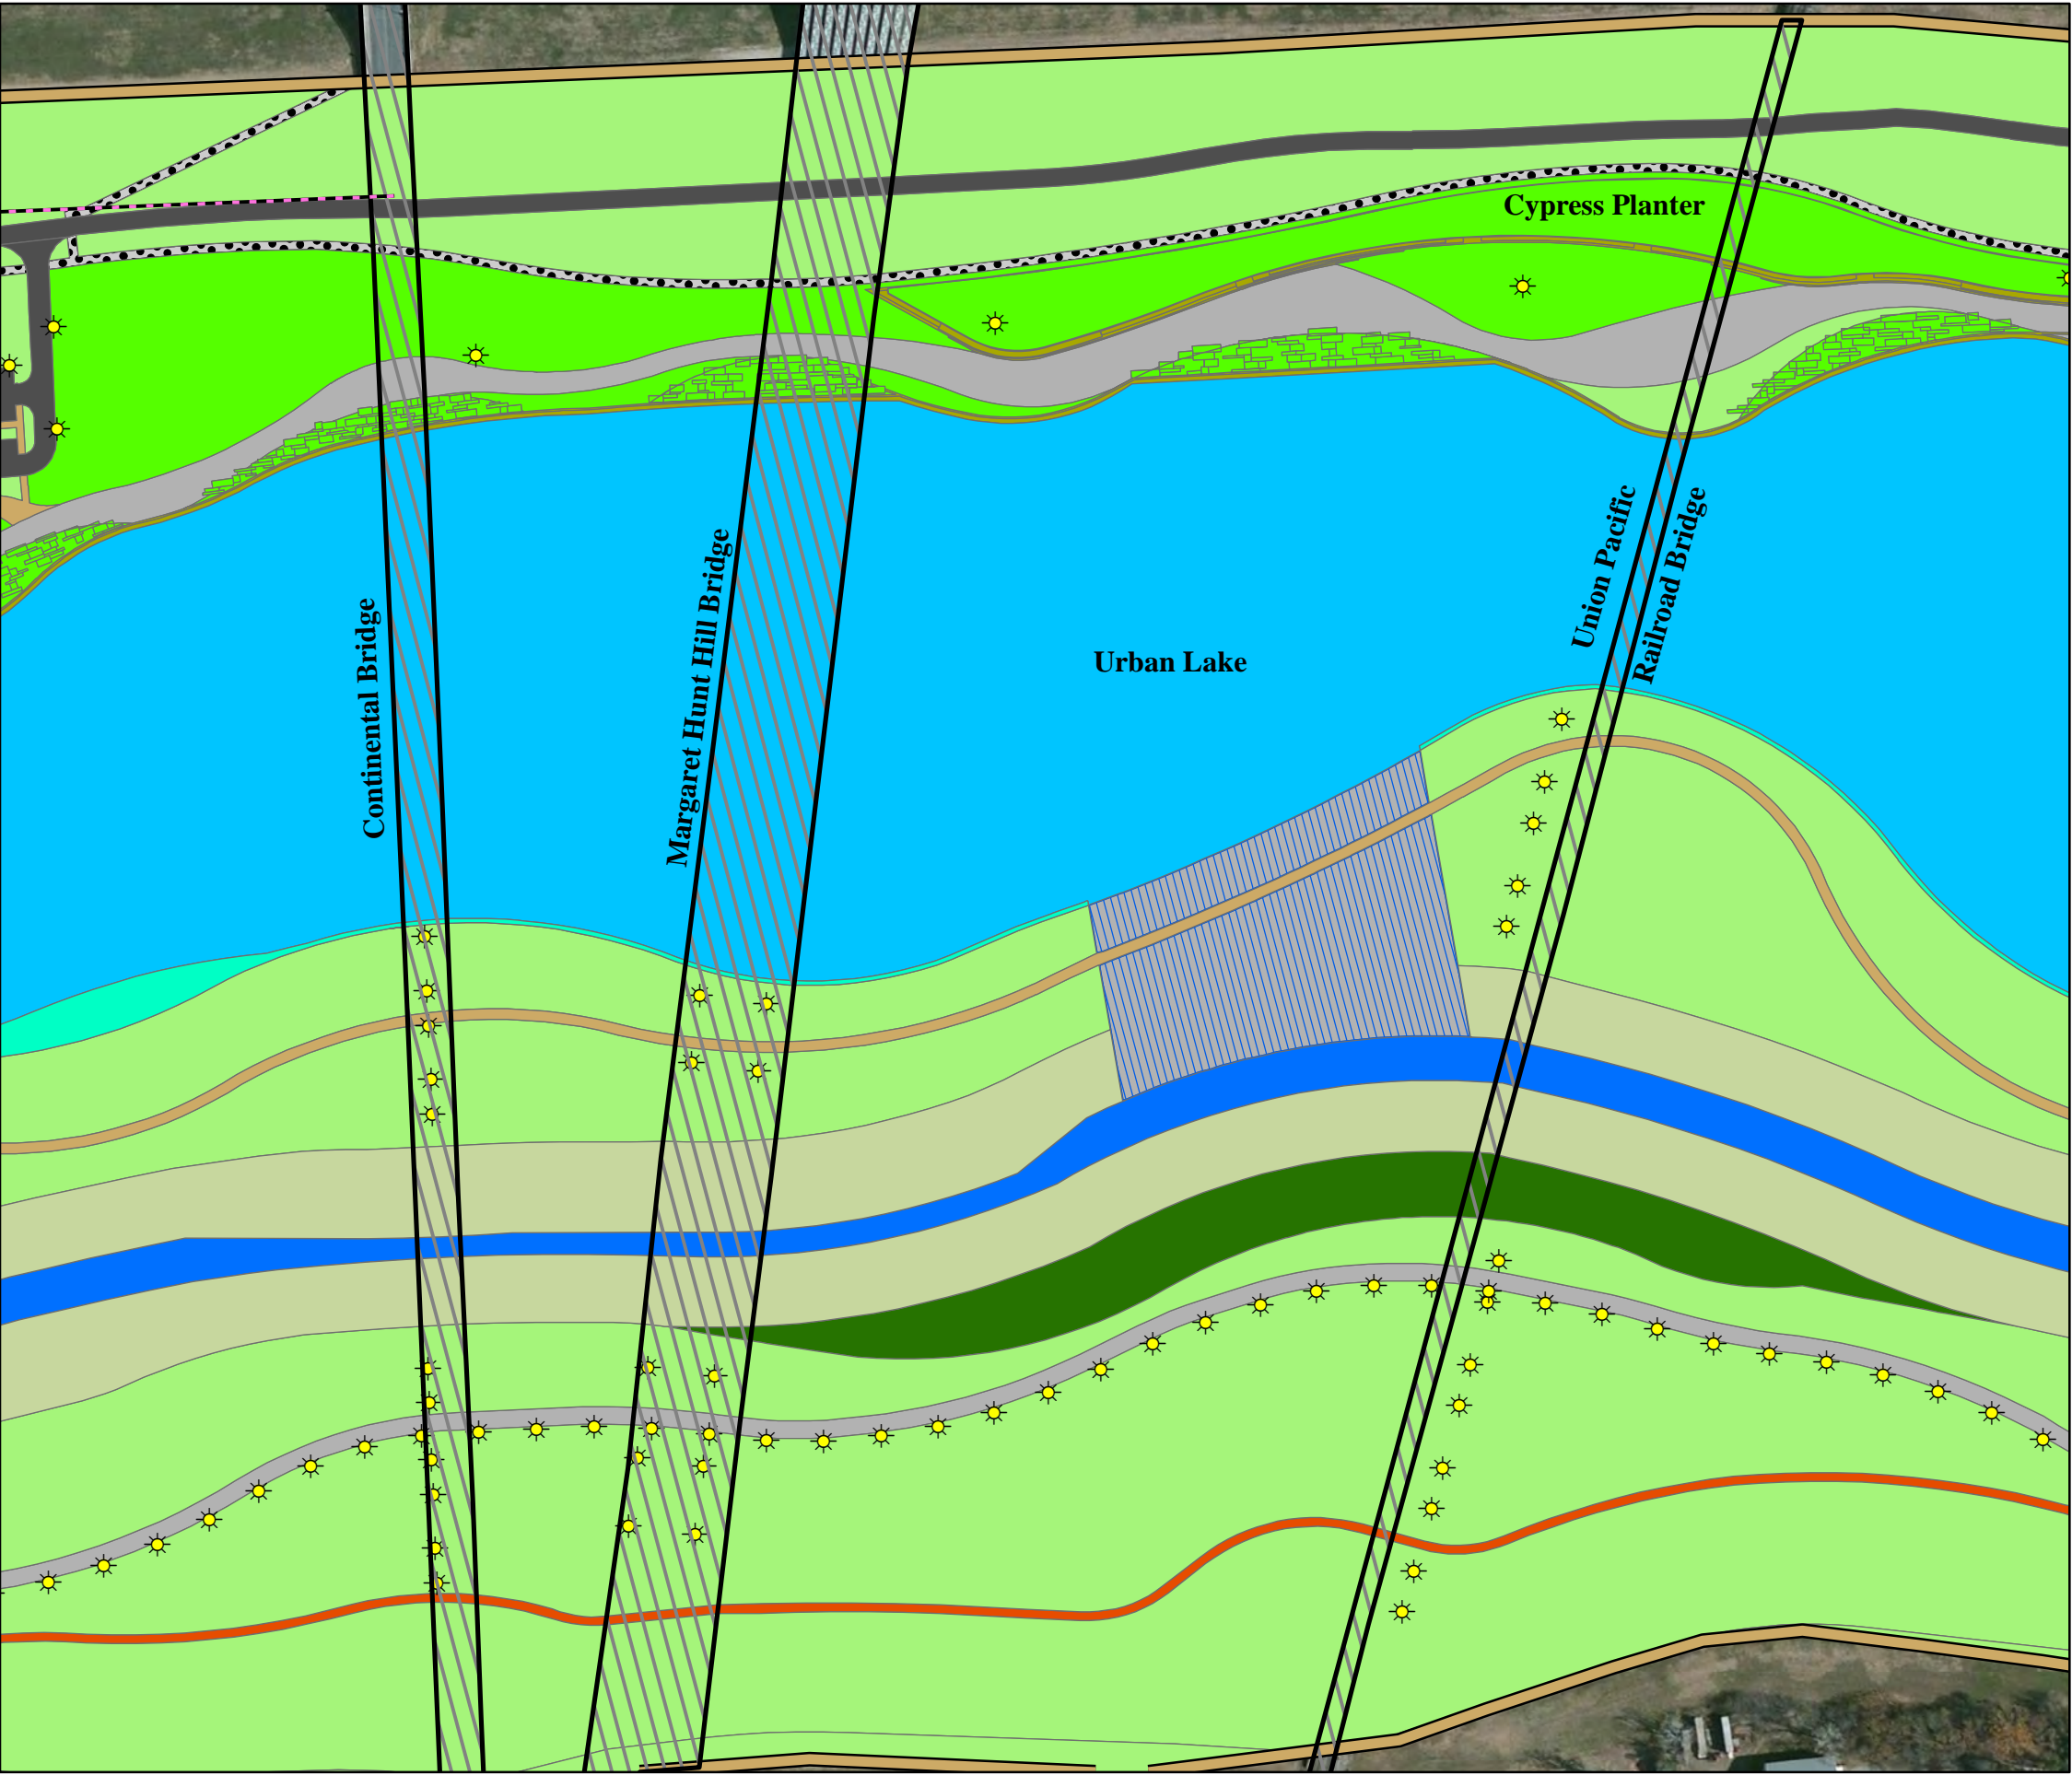 Cypress Planter
Union Pacific
Railroad Bridge
Margaret Hunt Hill Bridge
Continental Bridge
Urban Lake